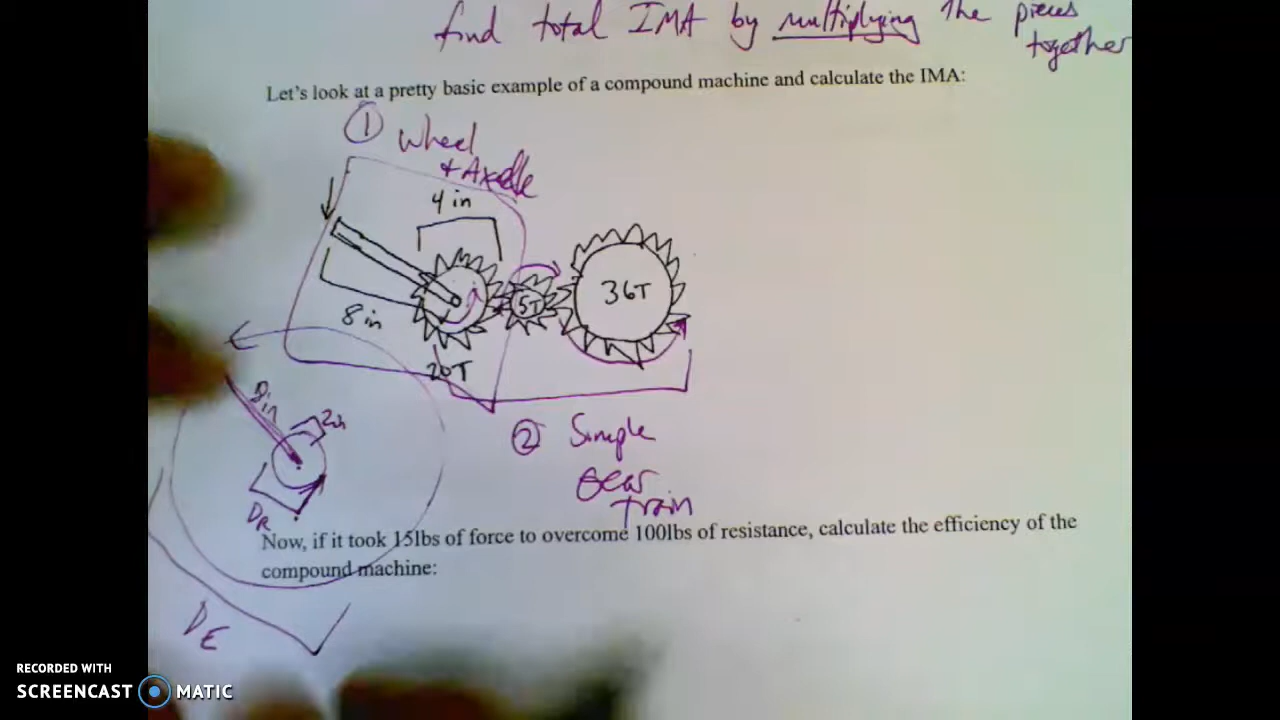 find total IMA by multiplying the pieces
together
Let's look at a pretty basic example of a compound machine and calculate the IMA:
① Wheel
+ Axle
4 in
36T
5T
8 in
20T
8in
2in
② Simple
Gear
train
DR
Now, if it took 15lbs of force to overcome 100lbs of resistance, calculate the efficiency of the
compound machine:
DE
RECORDED WITH
SCREENCAST MATIC